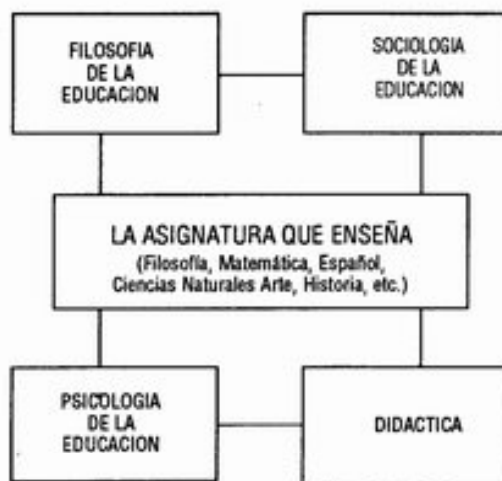 FILOSOFIA
DE LA
EDUCACION
SOCIOLOGIA
DE LA
EDUCACION
LA ASIGNATURA QUE ENSEÑA
(Filosofía, Matemática, Español,
Ciencias Naturales Arte, Historia, etc.)
PSICOLOGIA
DE LA
EDUCACION
DIDACTICA